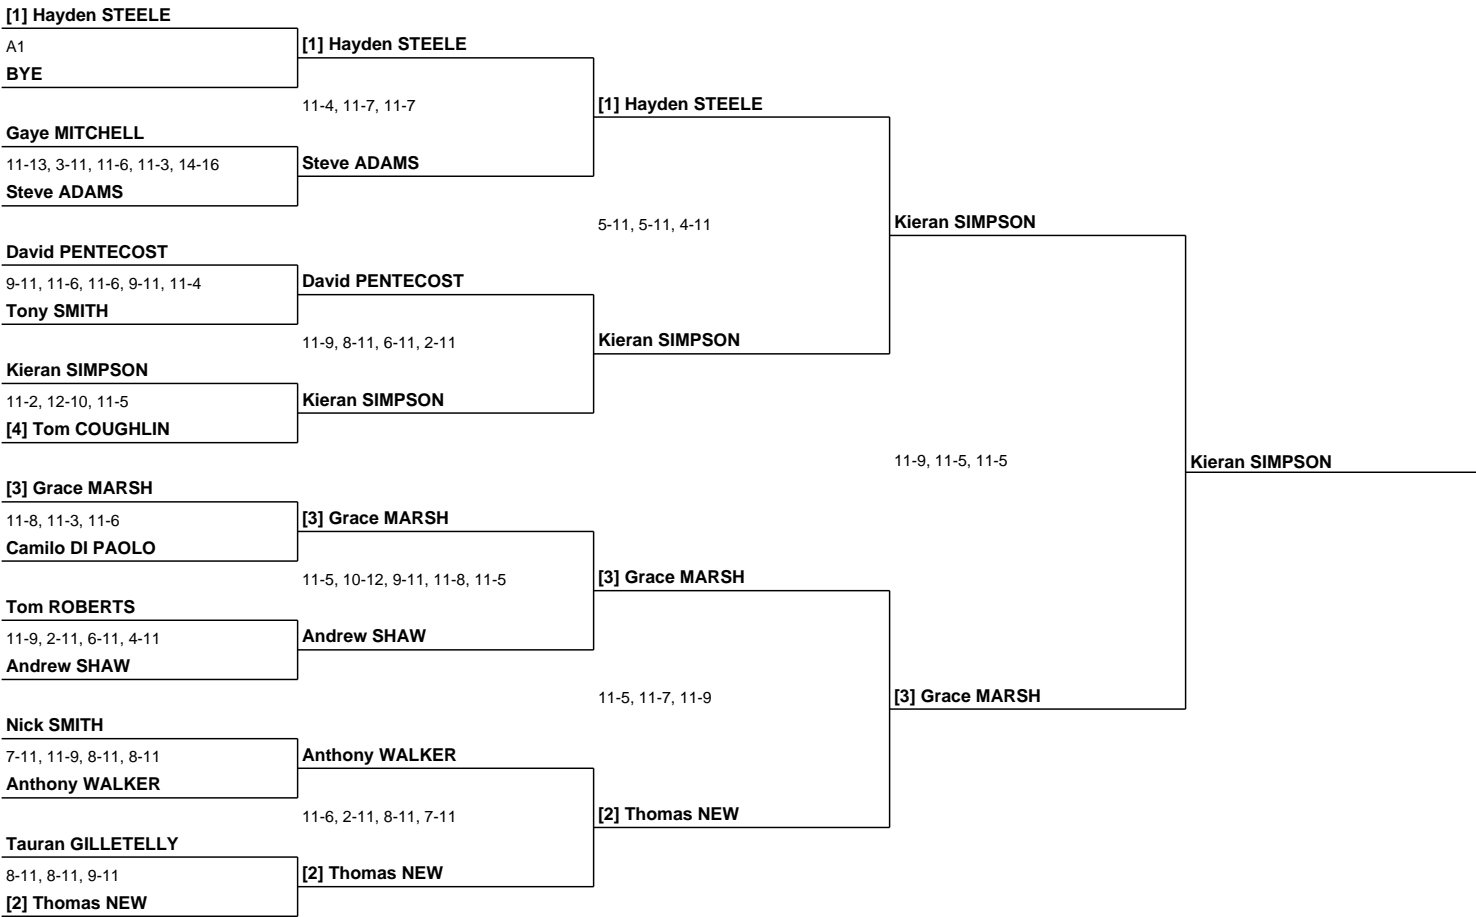 [1] Hayden STEELE
A1
BYE
Gaye MITCHELL
11-13, 3-11, 11-6, 11-3, 14-16
Steve ADAMS
David PENTECOST
9-11, 11-6, 11-6, 9-11, 11-4
Tony SMITH
Kieran SIMPSON
11-2, 12-10, 11-5
[4] Tom COUGHLIN
[3] Grace MARSH
11-8, 11-3, 11-6
Camilo DI PAOLO
Tom ROBERTS
11-9, 2-11, 6-11, 4-11
Andrew SHAW
Nick SMITH
7-11, 11-9, 8-11, 8-11
Anthony WALKER
Tauran GILLETELLY
8-11, 8-11, 9-11
[2] Thomas NEW
[1] Hayden STEELE
11-4, 11-7, 11-7
Steve ADAMS
David PENTECOST
11-9, 8-11, 6-11, 2-11
Kieran SIMPSON
[3] Grace MARSH
11-5, 10-12, 9-11, 11-8, 11-5
Andrew SHAW
Anthony WALKER
11-6, 2-11, 8-11, 7-11
[2] Thomas NEW
[1] Hayden STEELE
5-11, 5-11, 4-11
Kieran SIMPSON
[3] Grace MARSH
11-5, 11-7, 11-9
[2] Thomas NEW
Kieran SIMPSON
11-9, 11-5, 11-5
[3] Grace MARSH
Kieran SIMPSON